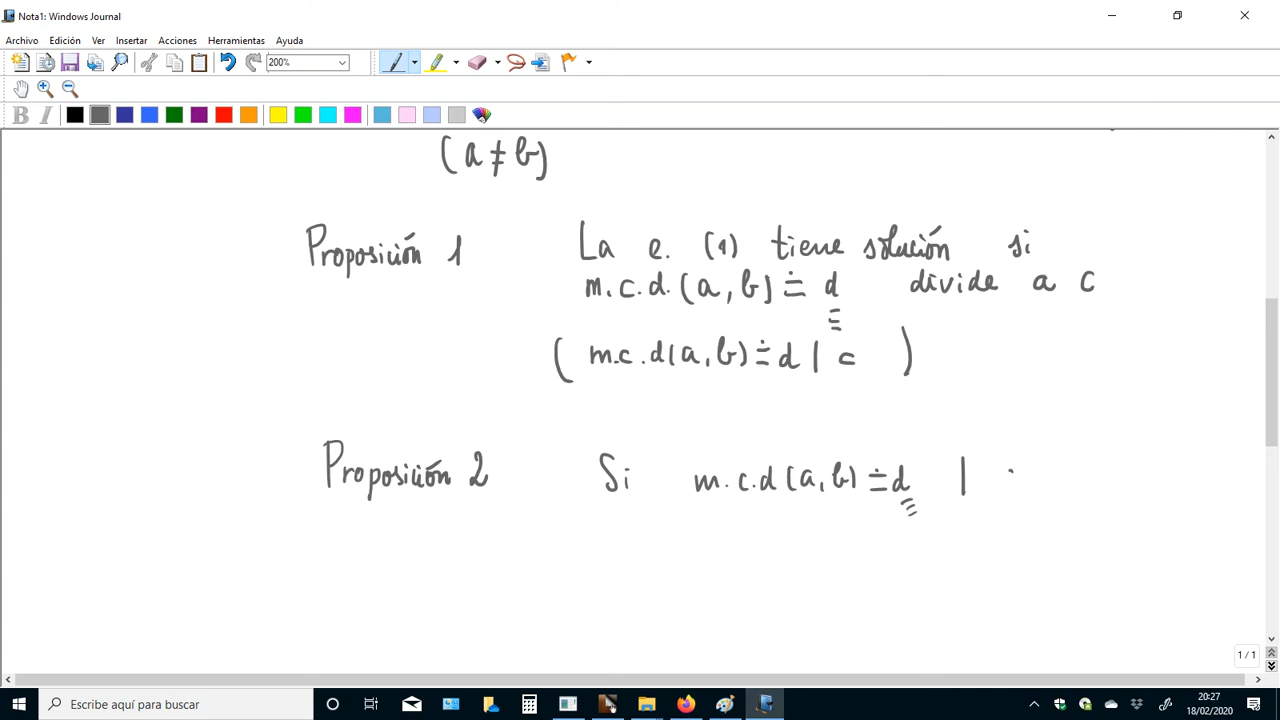 Nota1: Windows Journal
Archivo Edición Ver Insertar Acciones Herramientas Ayuda
200%
B I
(a ≠ b)
Proposición 1 La e. (1) tiene solución si
m.c.d.(a,b) ≐ d divide a c
( m.c.d(a,b) ≐ d | c )
Proposición 2 Si m.c.d(a,b) ≐ d |
1 / 1
Escribe aquí para buscar
20:27
18/02/2020